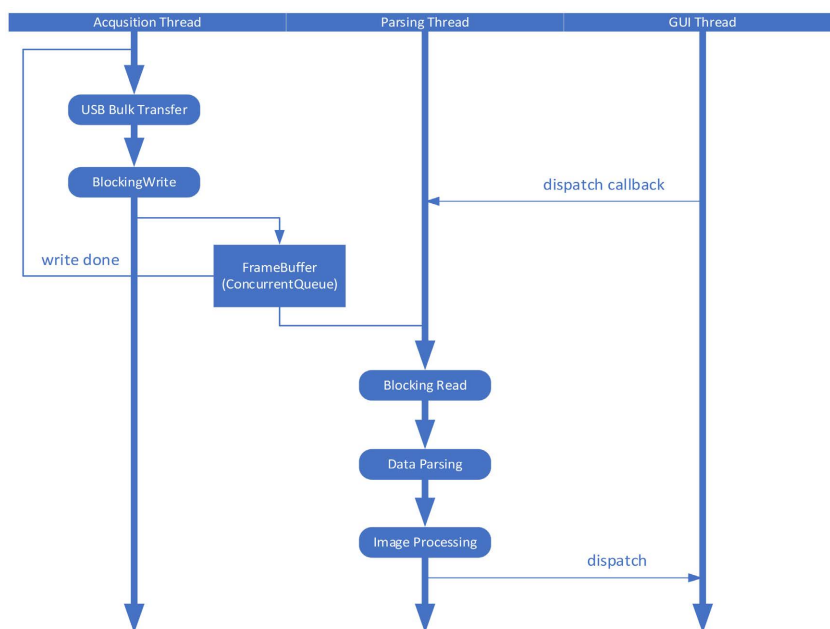 Acqusition Thread
Parsing Thread
GUI Thread
USB Bulk Transfer
BlockingWrite
dispatch callback
write done
FrameBuffer
(ConcurrentQueue)
Blocking Read
Data Parsing
Image Processing
dispatch